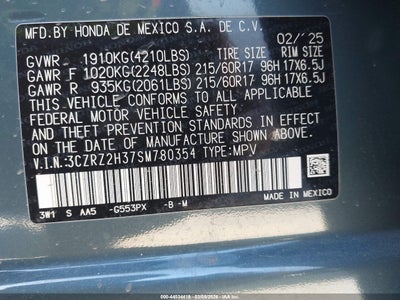 MFD. BY HONDA DE MEXICO S.A. DE C.V.
02/'25
GVWR 1910KG(4210LBS) TIRE SIZE RIM SIZE
GAWR F 1020KG(2248LBS) 215/60R17 96H 17X6.5J
GAWR R 935KG(2061LBS) 215/60R17 96H 17X6.5J
THIS VEHICLE CONFORMS TO ALL APPLICABLE
FEDERAL MOTOR VEHICLE SAFETY AND
THEFT PREVENTION STANDARDS IN EFFECT
ON THE DATE OF MANUFACTURE SHOWN ABOVE.
V.I.N.:3CZRZ2H37SM780354 TYPE:MPV
3W1 S AA5 -G553PX -B-M
MADE IN MEXICO